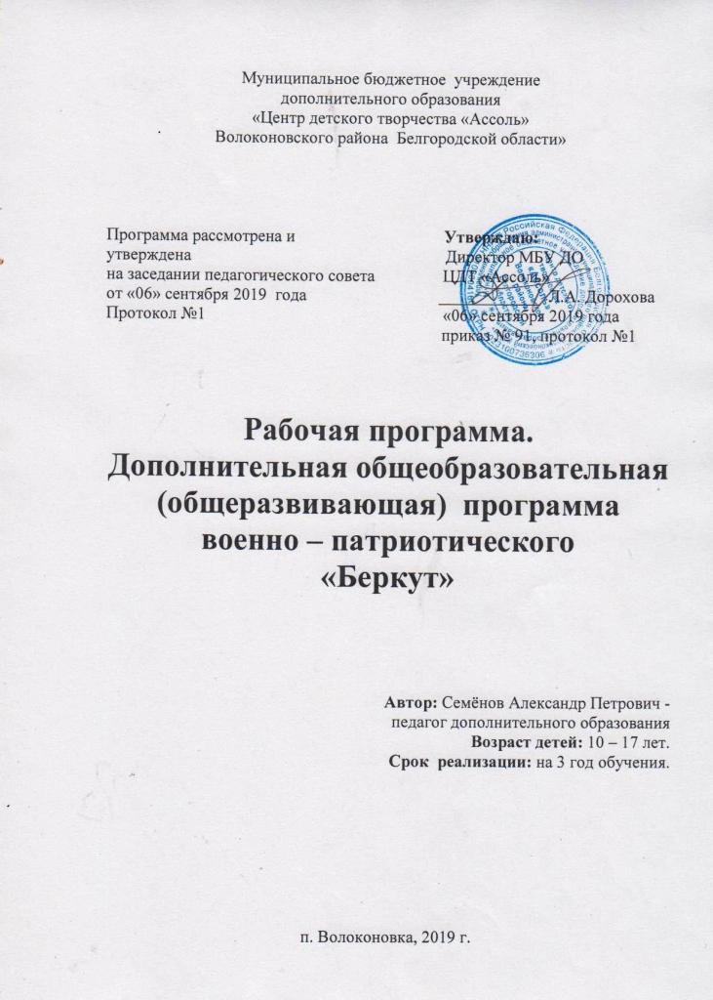 Муниципальное бюджетное учреждение
дополнительного образования
«Центр детского творчества «Ассоль»
Волоконовского района Белгородской области»
Программа рассмотрена и
утверждена
на заседании педагогического совета
от «06» сентября 2019 года
Протокол №1
Утверждаю:
Директор МБУ ДО
ЦДТ «Ассоль»
Л.А. Дорохова
«06» сентября 2019 года
приказ № 91, протокол №1
Рабочая программа.
Дополнительная общеобразовательная
(общеразвивающая) программа
военно – патриотического
«Беркут»
Автор: Семёнов Александр Петрович -
педагог дополнительного образования
Возраст детей: 10 – 17 лет.
Срок реализации: на 3 год обучения.
п. Волоконовка, 2019 г.